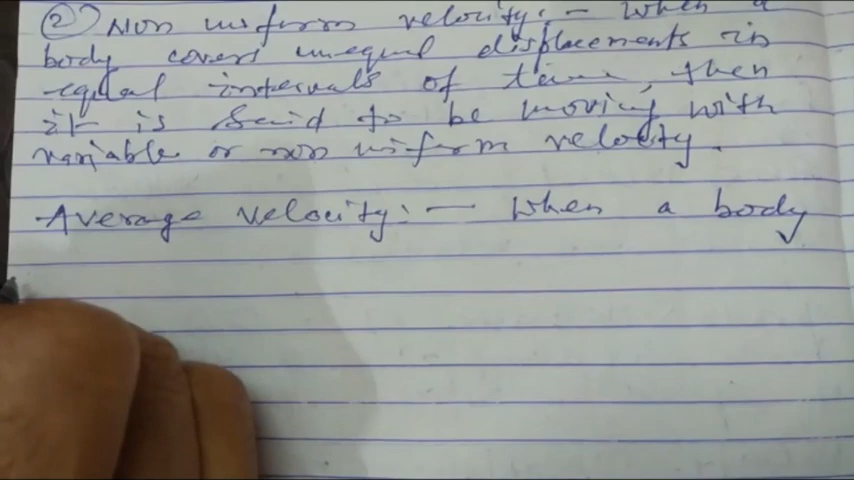 ② Non uniform velocity:- When a
body covers unequal displacements in
equal intervals of time, then
it is said to be moving with
variable or non uniform velocity.
Average velocity:- When a body